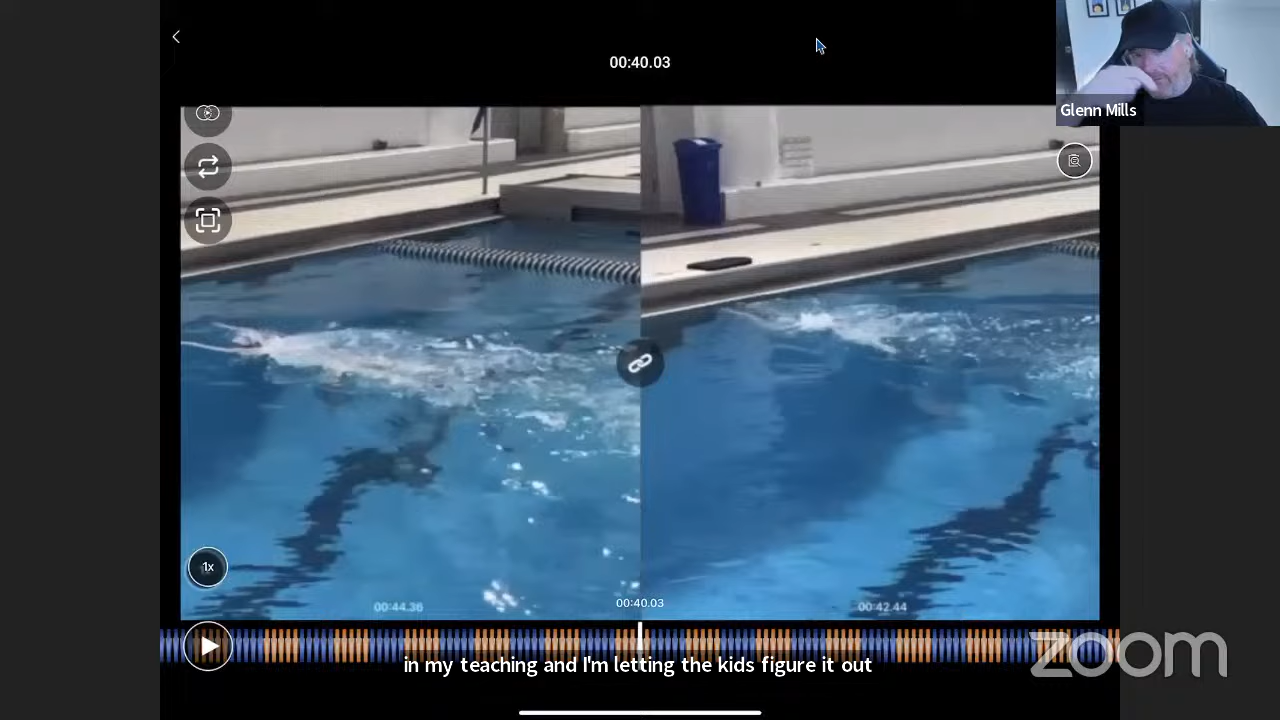 00:40.03
Glenn Mills
1x
00:44.36
00:40.03
00:42.44
in my teaching and I'm letting the kids figure it out
zoom